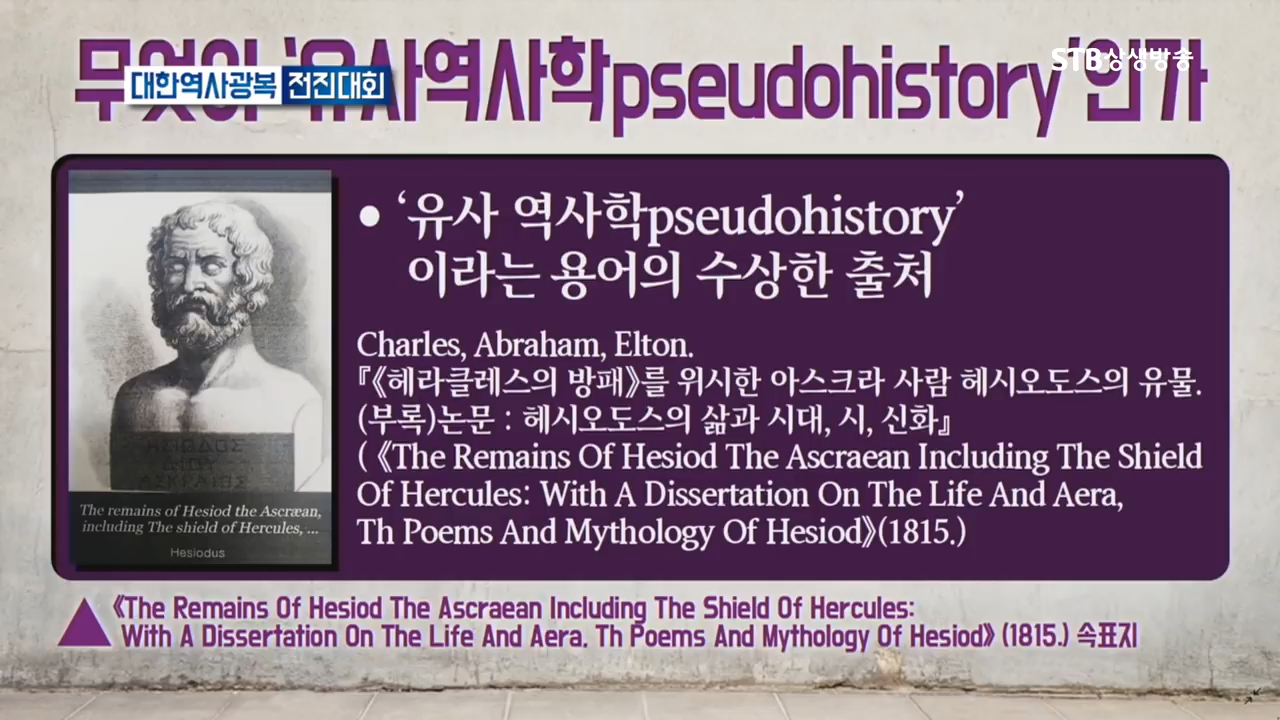 무엇이 '유사역사학pseudohistory'인가
STB상생방송
대한역사광복 전진대회
• ‘유사 역사학pseudohistory’
이라는 용어의 수상한 출처
Charles, Abraham, Elton.
『《헤라클레스의 방패》를 위시한 아스크라 사람 헤시오도스의 유물.
(부록)논문 : 헤시오도스의 삶과 시대, 시, 신화』
( 《The Remains Of Hesiod The Ascraean Including The Shield
Of Hercules: With A Dissertation On The Life And Aera,
Th Poems And Mythology Of Hesiod》(1815.)
ΗΣΙΟΔΟΣ
ΔΙΟΥ
ΑΣΚΡΑΙΟΣ
The remains of Hesiod the Ascræan,
including The shield of Hercules, ...
Hesiodus
▲《The Remains Of Hesiod The Ascraean Including The Shield Of Hercules:
With A Dissertation On The Life And Aera, Th Poems And Mythology Of Hesiod》 (1815.) 속표지